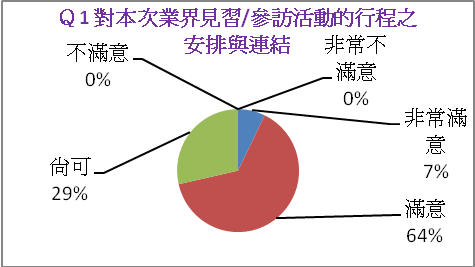 Q1對本次業界見習/參訪活動的行程之
安排與連結
不滿意
0%
非常不
滿意
0%
非常滿
意
7%
尚可
29%
滿意
64%